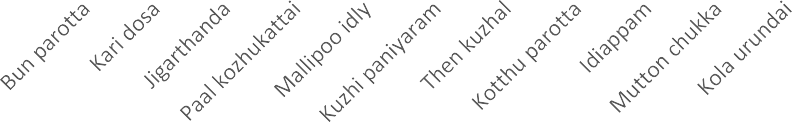 Bun parotta
Kari dosa
Jigarthanda
Paal kozhukattai
Mallipoo idly
Kuzhi paniyaram
Then kuzhal
Kotthu parotta
Idiappam
Mutton chukka
Kola urundai